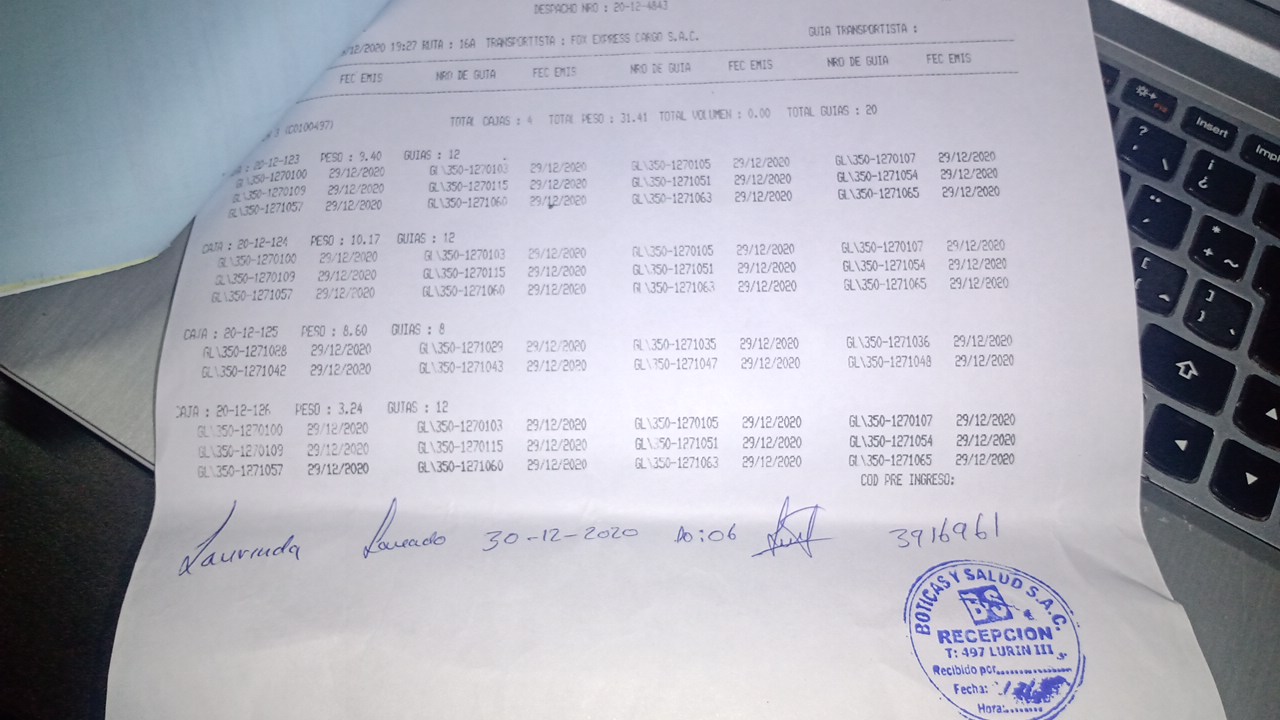 DESPACHO NRO : 20-12-4843
/12/2020 19:27 RUTA : 16A TRANSPORTISTA : FOX EXPRESS CARGO S.A.C. GUIA TRANSPORTISTA :
FEC EMIS NRO DE GUIA FEC EMIS NRO DE GUIA FEC EMIS NRO DE GUIA FEC EMIS
3 (C0100497) TOTAL CAJAS : 4 TOTAL PESO : 31.41 TOTAL VOLUMEN : 0.00 TOTAL GUIAS : 20
: 20-12-123 PESO : 9.40 GUIAS : 12
GL\350-1270100 29/12/2020 GL\350-1270103 29/12/2020 GL\350-1270105 29/12/2020 GL\350-1270107 29/12/2020
GL\350-1270109 29/12/2020 GL\350-1270115 29/12/2020 GL\350-1271051 29/12/2020 GL\350-1271054 29/12/2020
GL\350-1271057 29/12/2020 GL\350-1271060 29/12/2020 GL\350-1271063 29/12/2020 GL\350-1271065 29/12/2020
CAJA : 20-12-124 PESO : 10.17 GUIAS : 12
GL\350-1270100 29/12/2020 GL\350-1270103 29/12/2020 GL\350-1270105 29/12/2020 GL\350-1270107 29/12/2020
GL\350-1270109 29/12/2020 GL\350-1270115 29/12/2020 GL\350-1271051 29/12/2020 GL\350-1271054 29/12/2020
GL\350-1271057 29/12/2020 GL\350-1271060 29/12/2020 GL\350-1271063 29/12/2020 GL\350-1271065 29/12/2020
CAJA : 20-12-125 PESO : 8.60 GUIAS : 8
GL\350-1271028 29/12/2020 GL\350-1271029 29/12/2020 GL\350-1271035 29/12/2020 GL\350-1271036 29/12/2020
GL\350-1271042 29/12/2020 GL\350-1271043 29/12/2020 GL\350-1271047 29/12/2020 GL\350-1271048 29/12/2020
CAJA : 20-12-126 PESO : 3.24 GUIAS : 12
GL\350-1270100 29/12/2020 GL\350-1270103 29/12/2020 GL\350-1270105 29/12/2020 GL\350-1270107 29/12/2020
GL\350-1270109 29/12/2020 GL\350-1270115 29/12/2020 GL\350-1271051 29/12/2020 GL\350-1271054 29/12/2020
GL\350-1271057 29/12/2020 GL\350-1271060 29/12/2020 GL\350-1271063 29/12/2020 GL\350-1271065 29/12/2020
COD PRE INGRESO:
Laurinda 30-12-2020 :06 3916961
BOTICAS Y SALUD S.A.C.
BS
RECEPCION
T: 497 LURIN III
Recibido por
Fecha:
Hora:
Insert